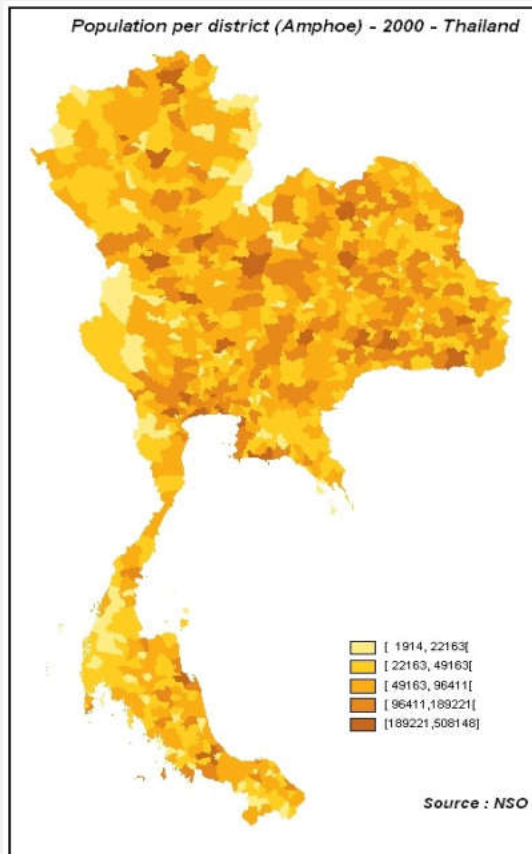 Population per district (Amphoe) - 2000 - Thailand
[ 1914, 22163[
[ 22163, 49163[
[ 49163, 96411[
[ 96411,189221[
[189221,508148]
Source : NSO